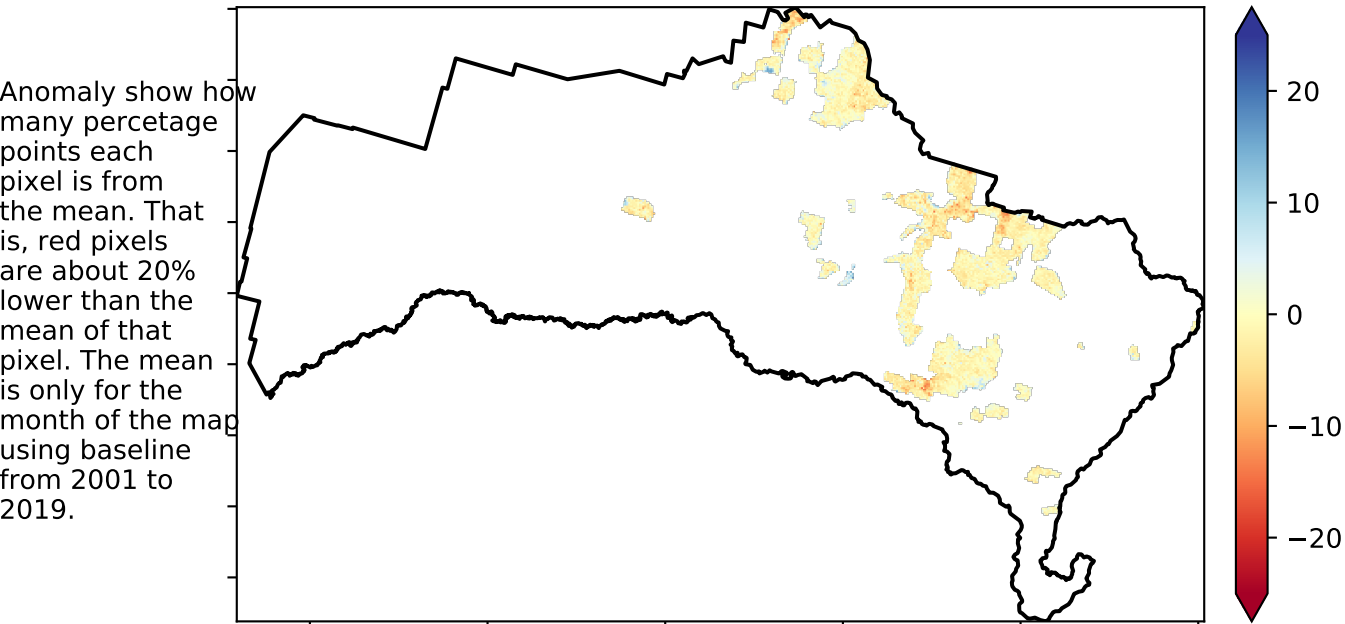 Anomaly show how
many percetage
points each
pixel is from
the mean. That
is, red pixels
are about 20%
lower than the
mean of that
pixel. The mean
is only for the
month of the map
using baseline
from 2001 to
2019.
20
10
0
−10
−20